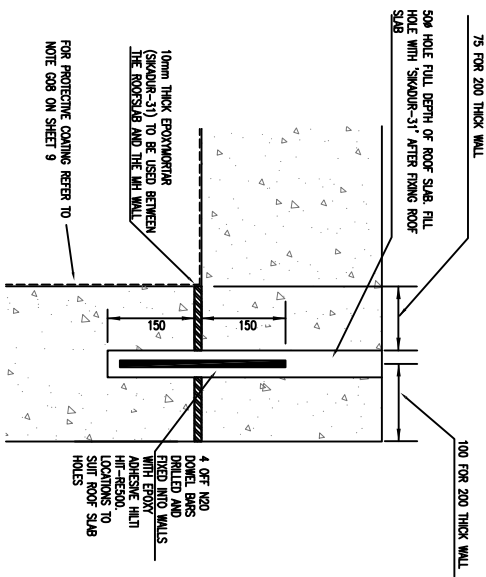 75 FOR 200 THICK WALL
50ø HOLE FULL DEPTH OF ROOF SLAB. FILL
HOLE WITH 'SIKADUR-31' AFTER FIXING ROOF
SLAB
100 FOR 200 THICK WALL
10mm THICK EPOXYMORTAR
(SIKADUR-31) TO BE USED BETWEEN
THE ROOFSLAB AND THE MH WALL
150
150
4 OFF N20
DOWEL BARS
DRILLED AND
FIXED INTO WALLS
WITH EPOXY
ADHESIVE HILTI
HIT-RE500.
LOCATIONS TO
SUIT ROOF SLAB
HOLES
FOR PROTECTIVE COATING REFER TO
NOTE G08 ON SHEET 9